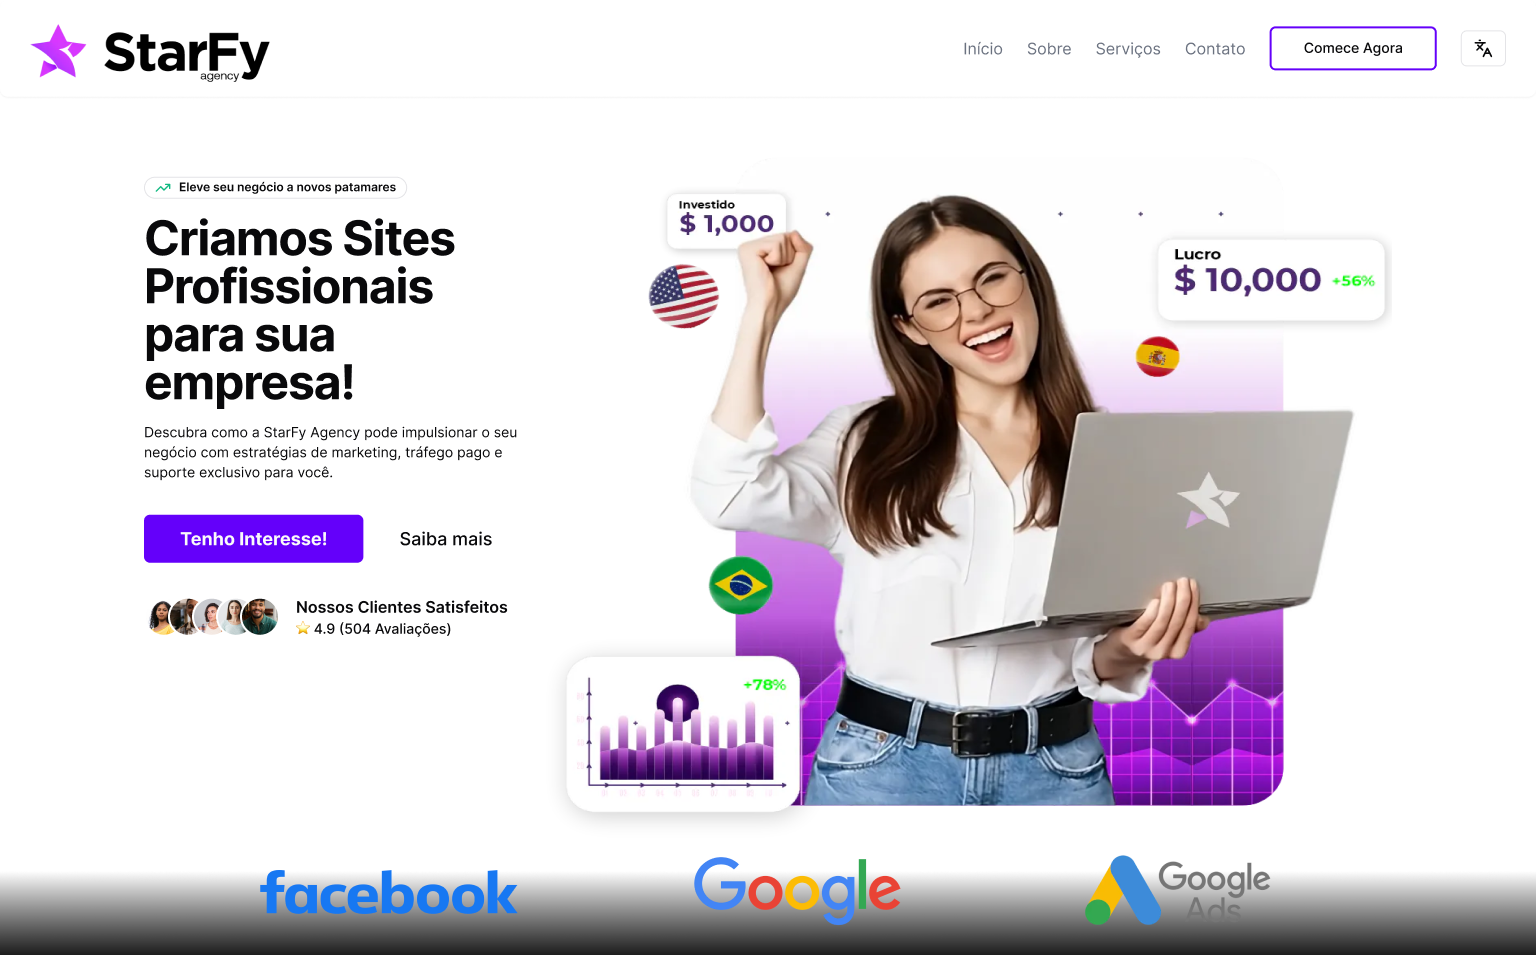 StarFy
agency
Início
Sobre
Serviços
Contato
Comece Agora
Eleve seu negócio a novos patamares
Criamos Sites
Profissionais
para sua
empresa!
Descubra como a StarFy Agency pode impulsionar o seu
negócio com estratégias de marketing, tráfego pago e
suporte exclusivo para você.
Tenho Interesse!
Saiba mais
Nossos Clientes Satisfeitos
4.9 (504 Avaliações)
Investido
$ 1,000
Lucro
$ 10,000 +56%
+78%
facebook
Google
Google
Ads